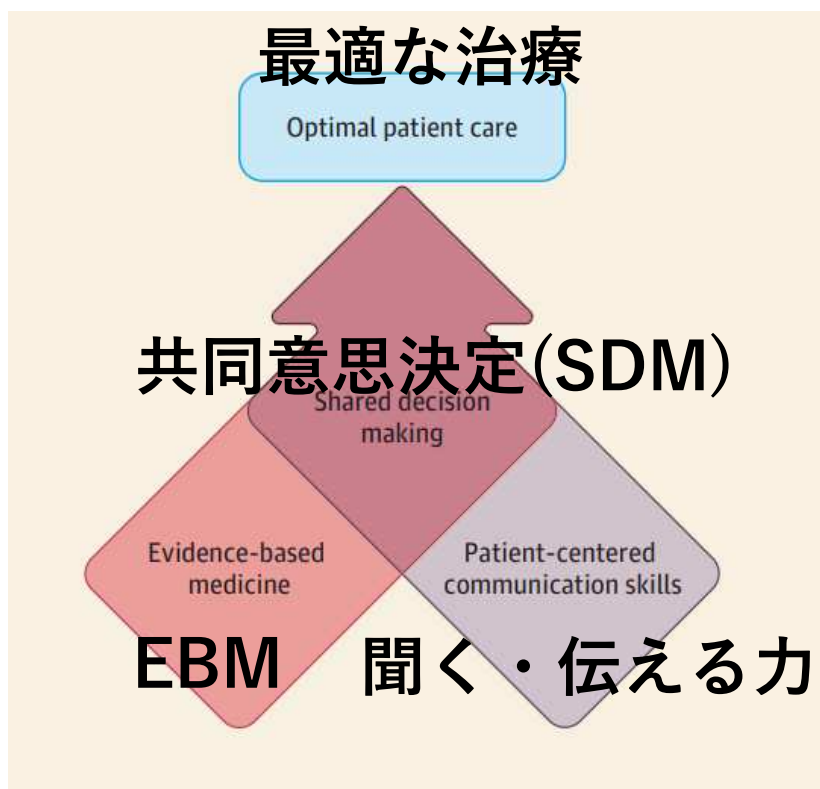 最適な治療
Optimal patient care
共同意思決定(SDM)
Shared decision
making
Evidence-based
medicine
Patient-centered
communication skills
EBM
聞く・伝える力